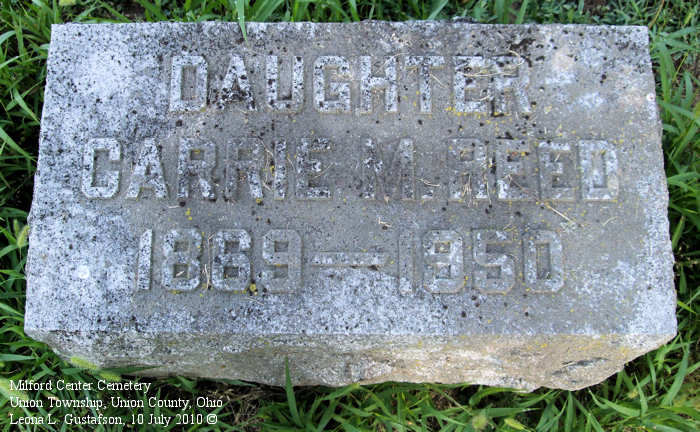 DAUGHTER
CARRIE M. REED
1869—1950
Milford Center Cemetery
Union Township, Union County, Ohio
Leona L. Gustafson, 10 July 2010 ©